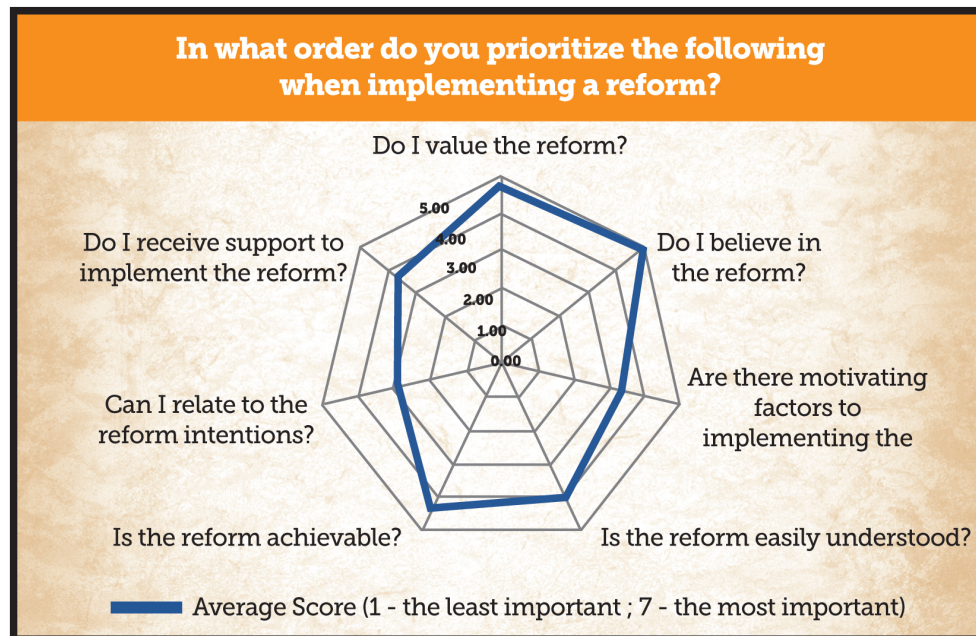 In what order do you prioritize the following
when implementing a reform?
Do I value the reform?
5.00
4.00
3.00
2.00
1.00
0.00
Do I believe in
the reform?
Are there motivating
factors to
implementing the
Is the reform easily understood?
Is the reform achievable?
Can I relate to the
reform intentions?
Do I receive support to
implement the reform?
Average Score (1 - the least important ; 7 - the most important)